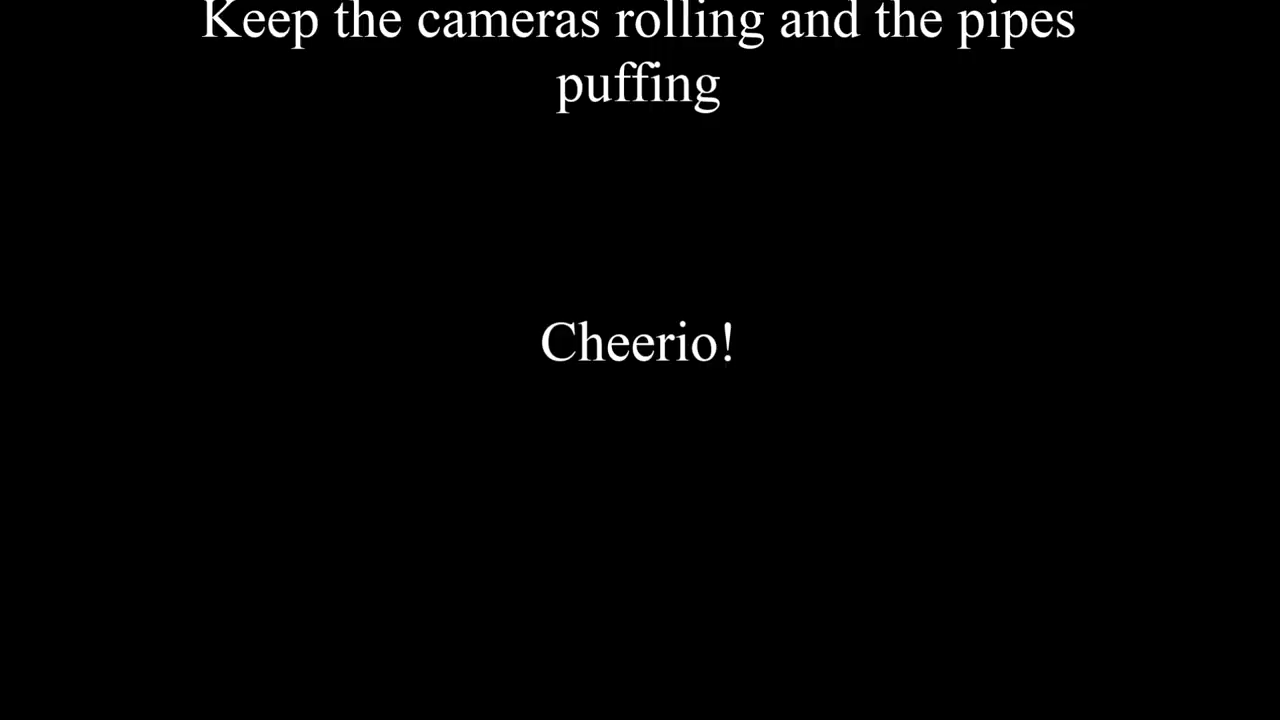 Keep the cameras rolling and the pipes
puffing
Cheerio!